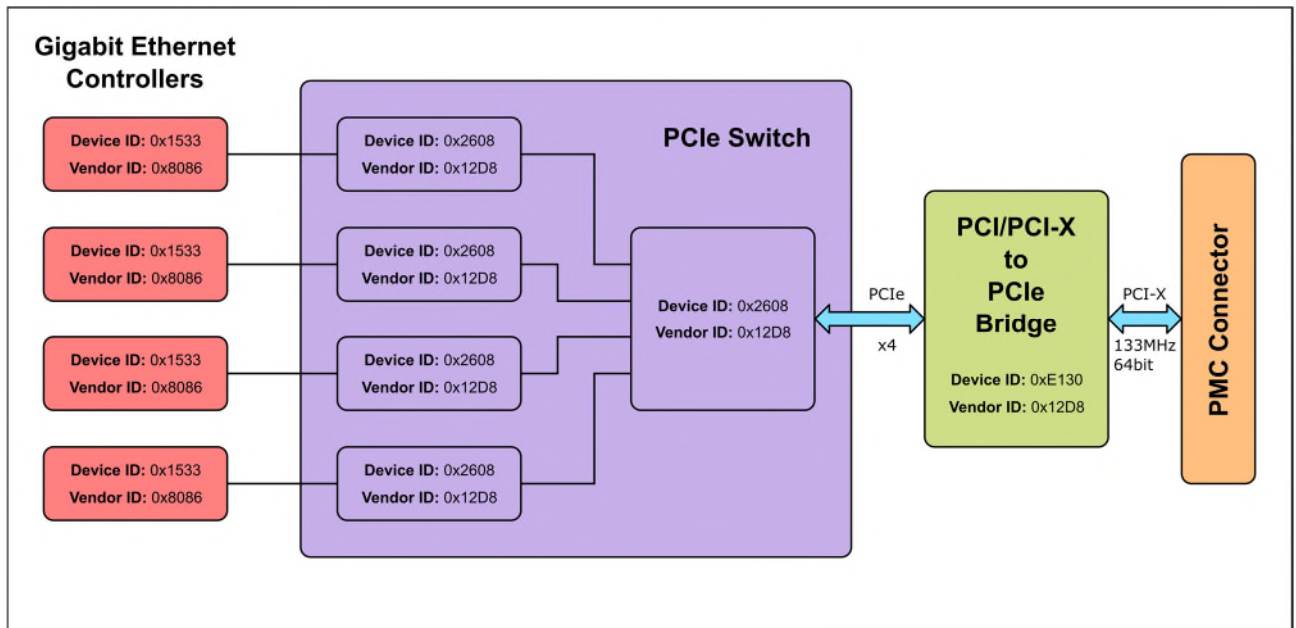 Gigabit Ethernet
Controllers
Device ID: 0x1533
Vendor ID: 0x8086
Device ID: 0x1533
Vendor ID: 0x8086
Device ID: 0x1533
Vendor ID: 0x8086
Device ID: 0x1533
Vendor ID: 0x8086
PCIe Switch
Device ID: 0x2608
Vendor ID: 0x12D8
Device ID: 0x2608
Vendor ID: 0x12D8
Device ID: 0x2608
Vendor ID: 0x12D8
Device ID: 0x2608
Vendor ID: 0x12D8
Device ID: 0x2608
Vendor ID: 0x12D8
PCIe
x4
PCI/PCI-X
to
PCIe
Bridge
Device ID: 0xE130
Vendor ID: 0x12D8
PCI-X
133MHz
64bit
PMC Connector